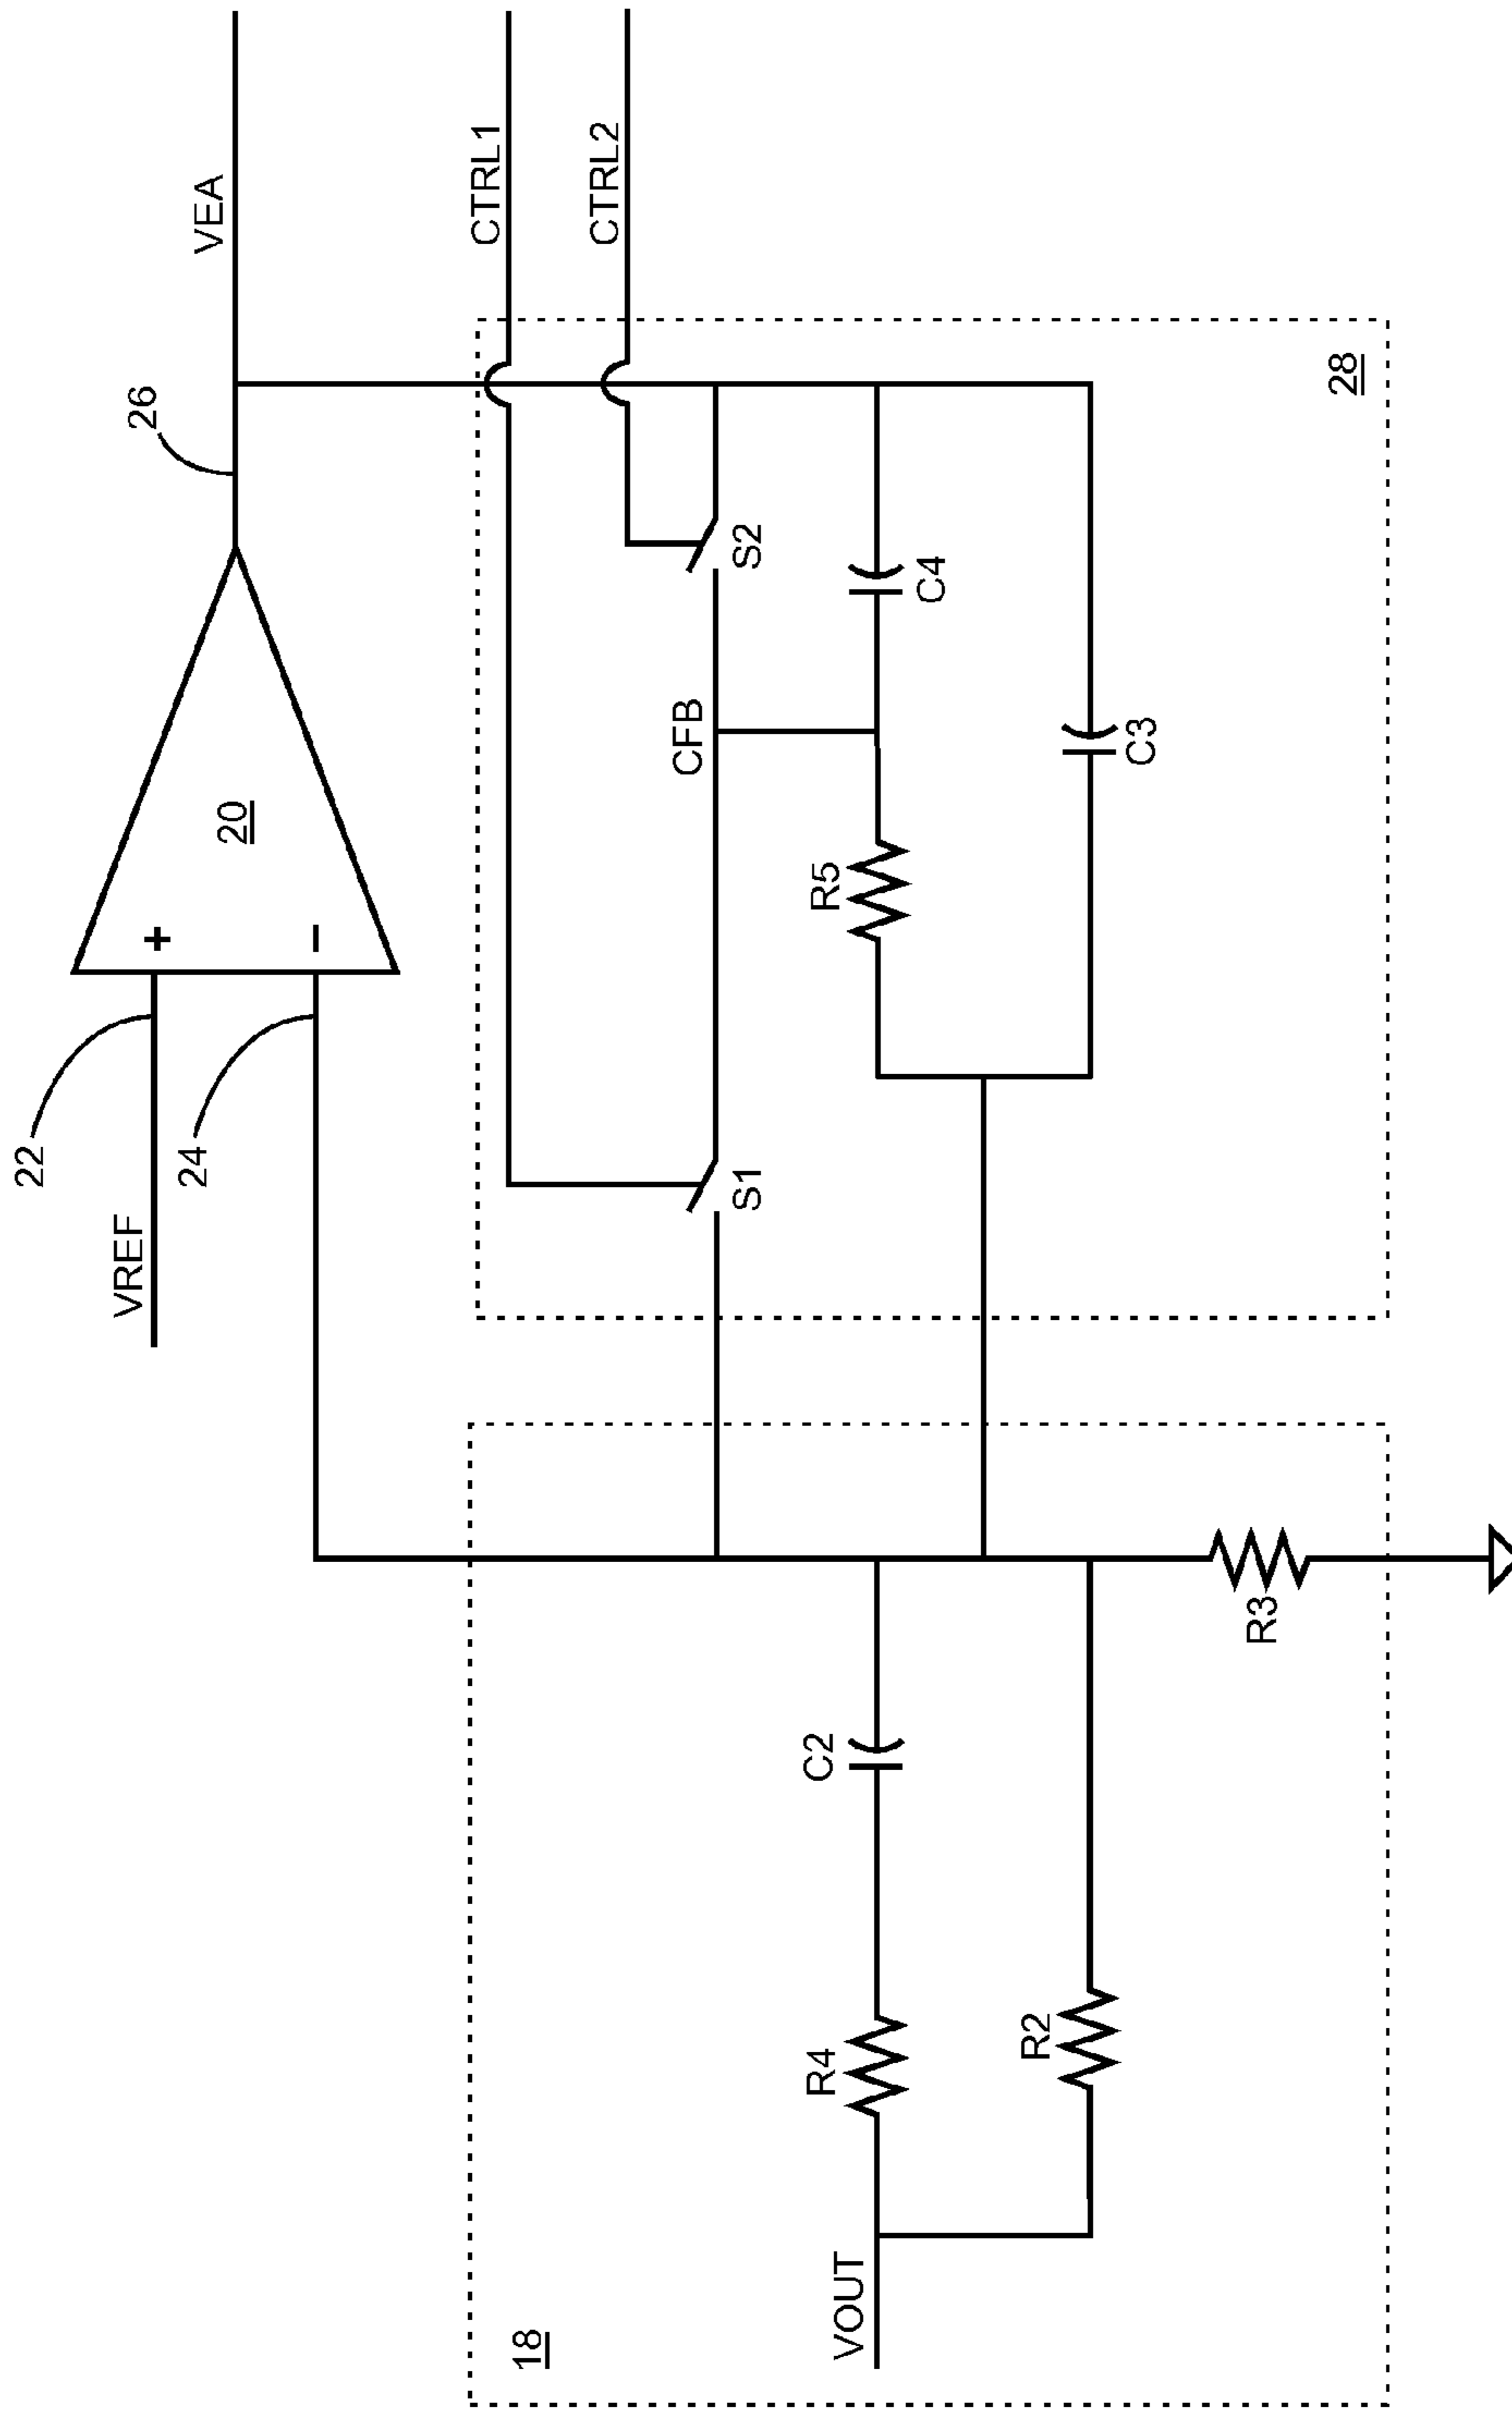 22
VREF
24
+
−
20
26
VEA
CTRL1
CTRL2
CFB
S1
S2
R5
C4
C3
28
18
VOUT
R4
C2
R2
R3